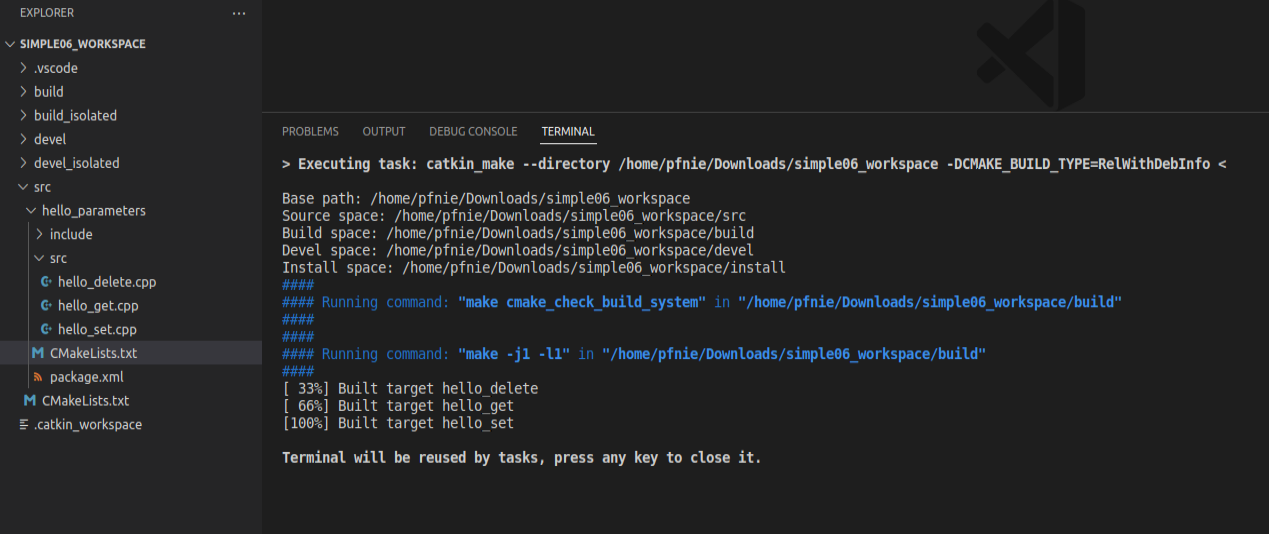 EXPLORER ...
SIMPLE06_WORKSPACE
.vscode
build
build_isolated
devel
devel_isolated
src
hello_parameters
include
src
hello_delete.cpp
hello_get.cpp
hello_set.cpp
CMakeLists.txt
package.xml
CMakeLists.txt
.catkin_workspace
PROBLEMS OUTPUT DEBUG CONSOLE TERMINAL
> Executing task: catkin_make --directory /home/pfnie/Downloads/simple06_workspace -DCMAKE_BUILD_TYPE=RelWithDebInfo <
Base path: /home/pfnie/Downloads/simple06_workspace
Source space: /home/pfnie/Downloads/simple06_workspace/src
Build space: /home/pfnie/Downloads/simple06_workspace/build
Devel space: /home/pfnie/Downloads/simple06_workspace/devel
Install space: /home/pfnie/Downloads/simple06_workspace/install
####
#### Running command: "make cmake_check_build_system" in "/home/pfnie/Downloads/simple06_workspace/build"
####
####
#### Running command: "make -j1 -l1" in "/home/pfnie/Downloads/simple06_workspace/build"
####
[ 33%] Built target hello_delete
[ 66%] Built target hello_get
[100%] Built target hello_set
Terminal will be reused by tasks, press any key to close it.